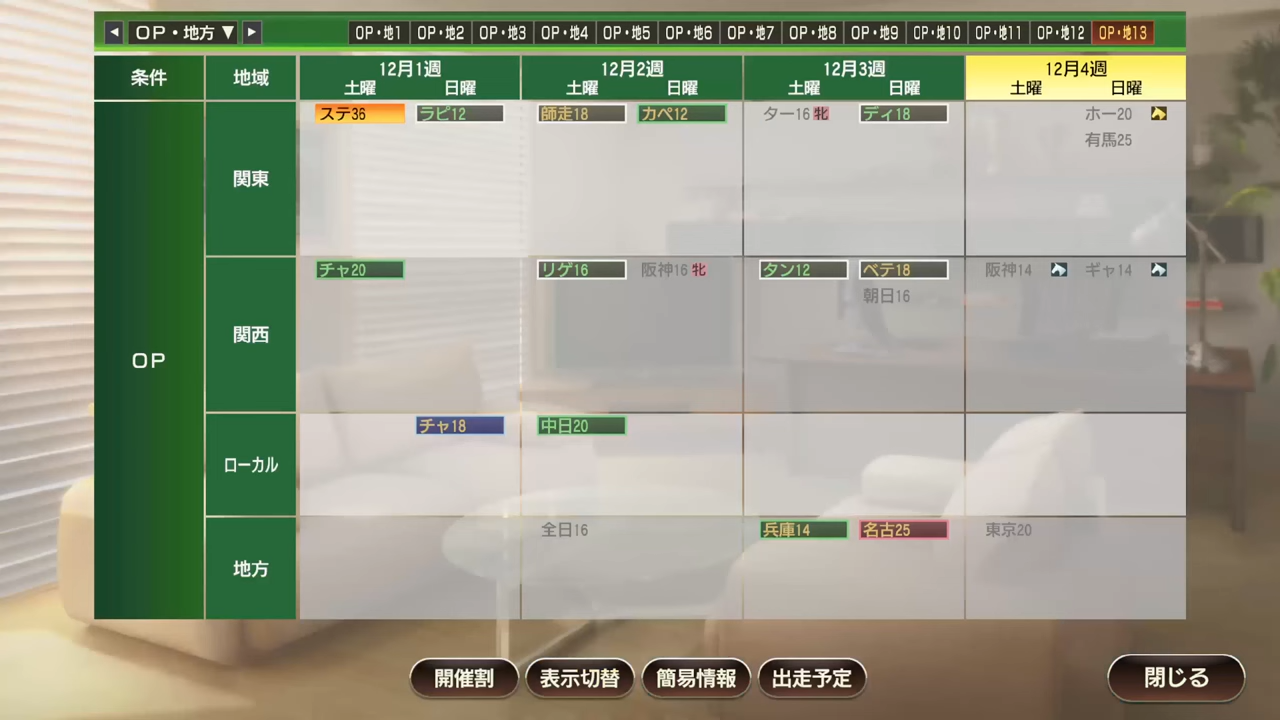 ◀ OP・地方▼ ▶ OP・地1 OP・地2 OP・地3 OP・地4 OP・地5 OP・地6 OP・地7 OP・地8 OP・地9 OP・地10 OP・地11 OP・地12 OP・地13
条件 地域 12月1週 12月2週 12月3週 12月4週
土曜 日曜 土曜 日曜 土曜 日曜 土曜 日曜
ステ36 ラピ12 師走18 カペ12 ター16牝 ディ18 ホー20
有馬25
関東
チャ20 リゲ16 阪神16牝 タン12 ベテ18 阪神14 ギャ14
朝日16
関西
OP
チャ18 中日20
ローカル
全日16 兵庫14 名古25 東京20
地方
開催割 表示切替 簡易情報 出走予定 閉じる